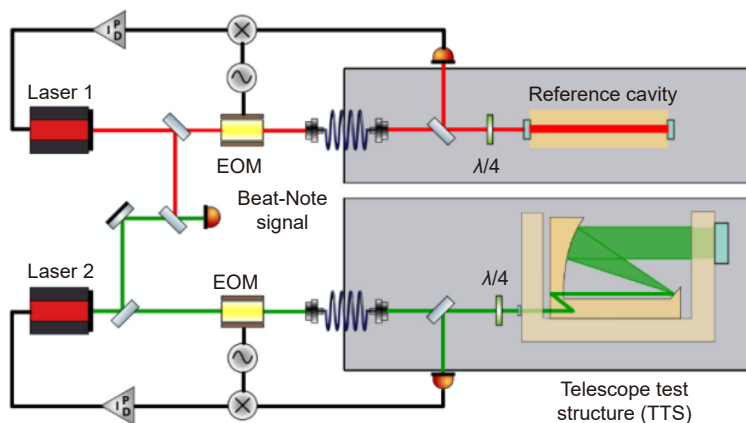 P
I
D
Laser 1
EOM
Reference cavity
λ/4
Beat-Note
signal
Laser 2
EOM
λ/4
P
I
D
Telescope test
structure (TTS)